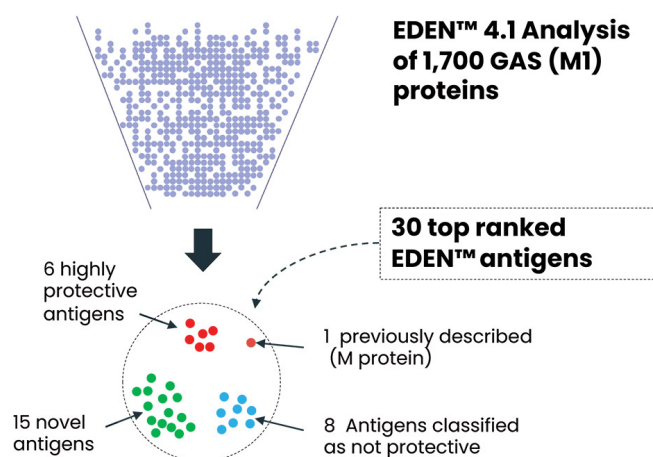 EDEN™ 4.1 Analysis
of 1,700 GAS (M1)
proteins
30 top ranked
EDEN™ antigens
6 highly
protective
antigens
1 previously described
(M protein)
15 novel
antigens
8 Antigens classified
as not protective